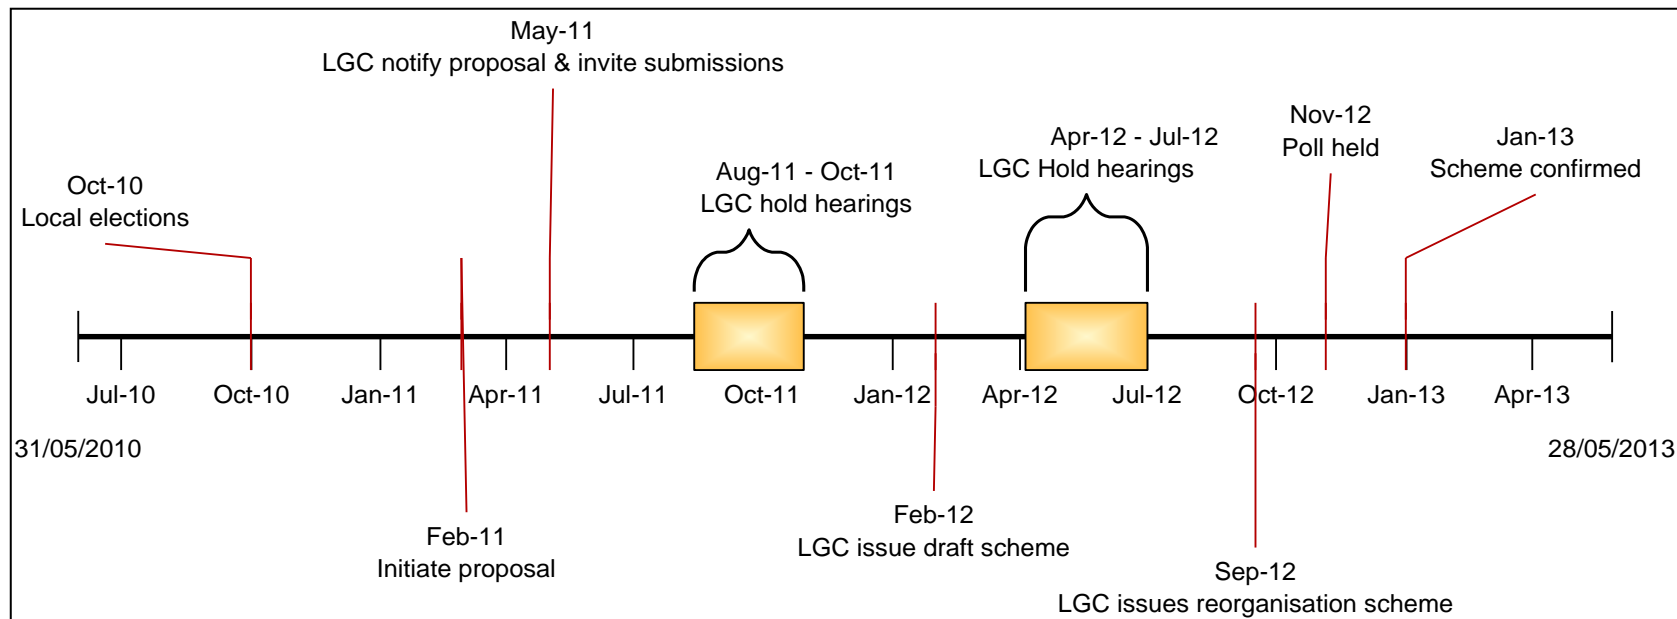 May-11
LGC notify proposal & invite submissions
Nov-12
Poll held
Apr-12 - Jul-12
LGC Hold hearings
Jan-13
Scheme confirmed
Aug-11 - Oct-11
LGC hold hearings
Oct-10
Local elections
Jul-10 Oct-10 Jan-11 Apr-11 Jul-11 Oct-11 Jan-12 Apr-12 Jul-12 Oct-12 Jan-13 Apr-13
31/05/2010 28/05/2013
Feb-11
Initiate proposal
Feb-12
LGC issue draft scheme
Sep-12
LGC issues reorganisation scheme